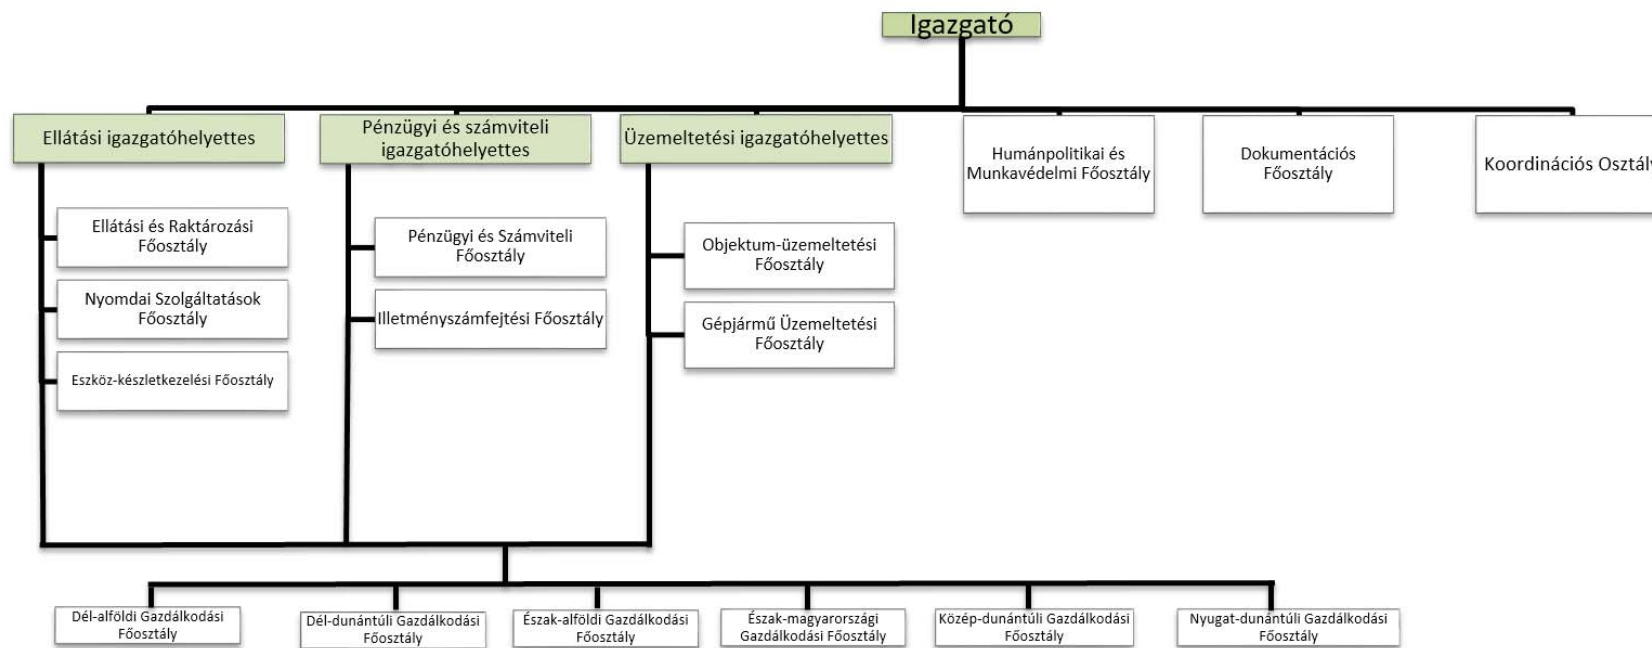 Igazgató
Ellátási igazgatóhelyettes
Pénzügyi és számviteli
igazgatóhelyettes
Üzemeltetési igazgatóhelyettes
Humánpolitikai és
Munkavédelmi Főosztály
Dokumentációs
Főosztály
Koordinációs Osztály
Ellátási és Raktározási
Főosztály
Nyomdai Szolgáltatások
Főosztály
Eszköz-készletkezelési Főosztály
Pénzügyi és Számviteli
Főosztály
Illetményszámfejtési Főosztály
Objektum-üzemeltetési
Főosztály
Gépjármű Üzemeltetési
Főosztály
Dél-alföldi Gazdálkodási
Főosztály
Dél-dunántúli Gazdálkodási
Főosztály
Észak-alföldi Gazdálkodási
Főosztály
Észak-magyarországi
Gazdálkodási Főosztály
Közép-dunántúli Gazdálkodási
Főosztály
Nyugat-dunántúli Gazdálkodási
Főosztály